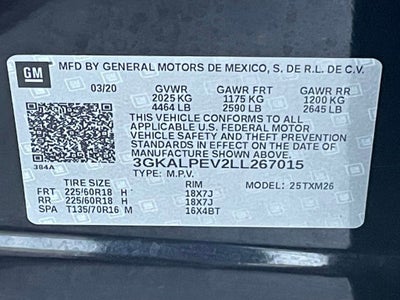 GM MFD BY GENERAL MOTORS DE MEXICO, S. DE R.L. DE C.V.
03/20 GVWR GAWR FRT GAWR RR
2025 KG 1175 KG 1200 KG
4464 LB 2590 LB 2645 LB
THIS VEHICLE CONFORMS TO ALL
APPLICABLE U.S. FEDERAL MOTOR
VEHICLE SAFETY AND THEFT
PREVENTION STANDARDS IN
EFFECT ON THE DATE OF
MANUFACTURE SHOWN ABOVE.
3G4A 3GKALPEV2LL267015
TYPE: M.P.V.
TIRE SIZE SPEED RTG RIM MODEL: 25TXM26
FRT 225/60R18 H 18X7J
RR 225/60R18 H 18X7J
SPA T135/70R16 M 16X4BT